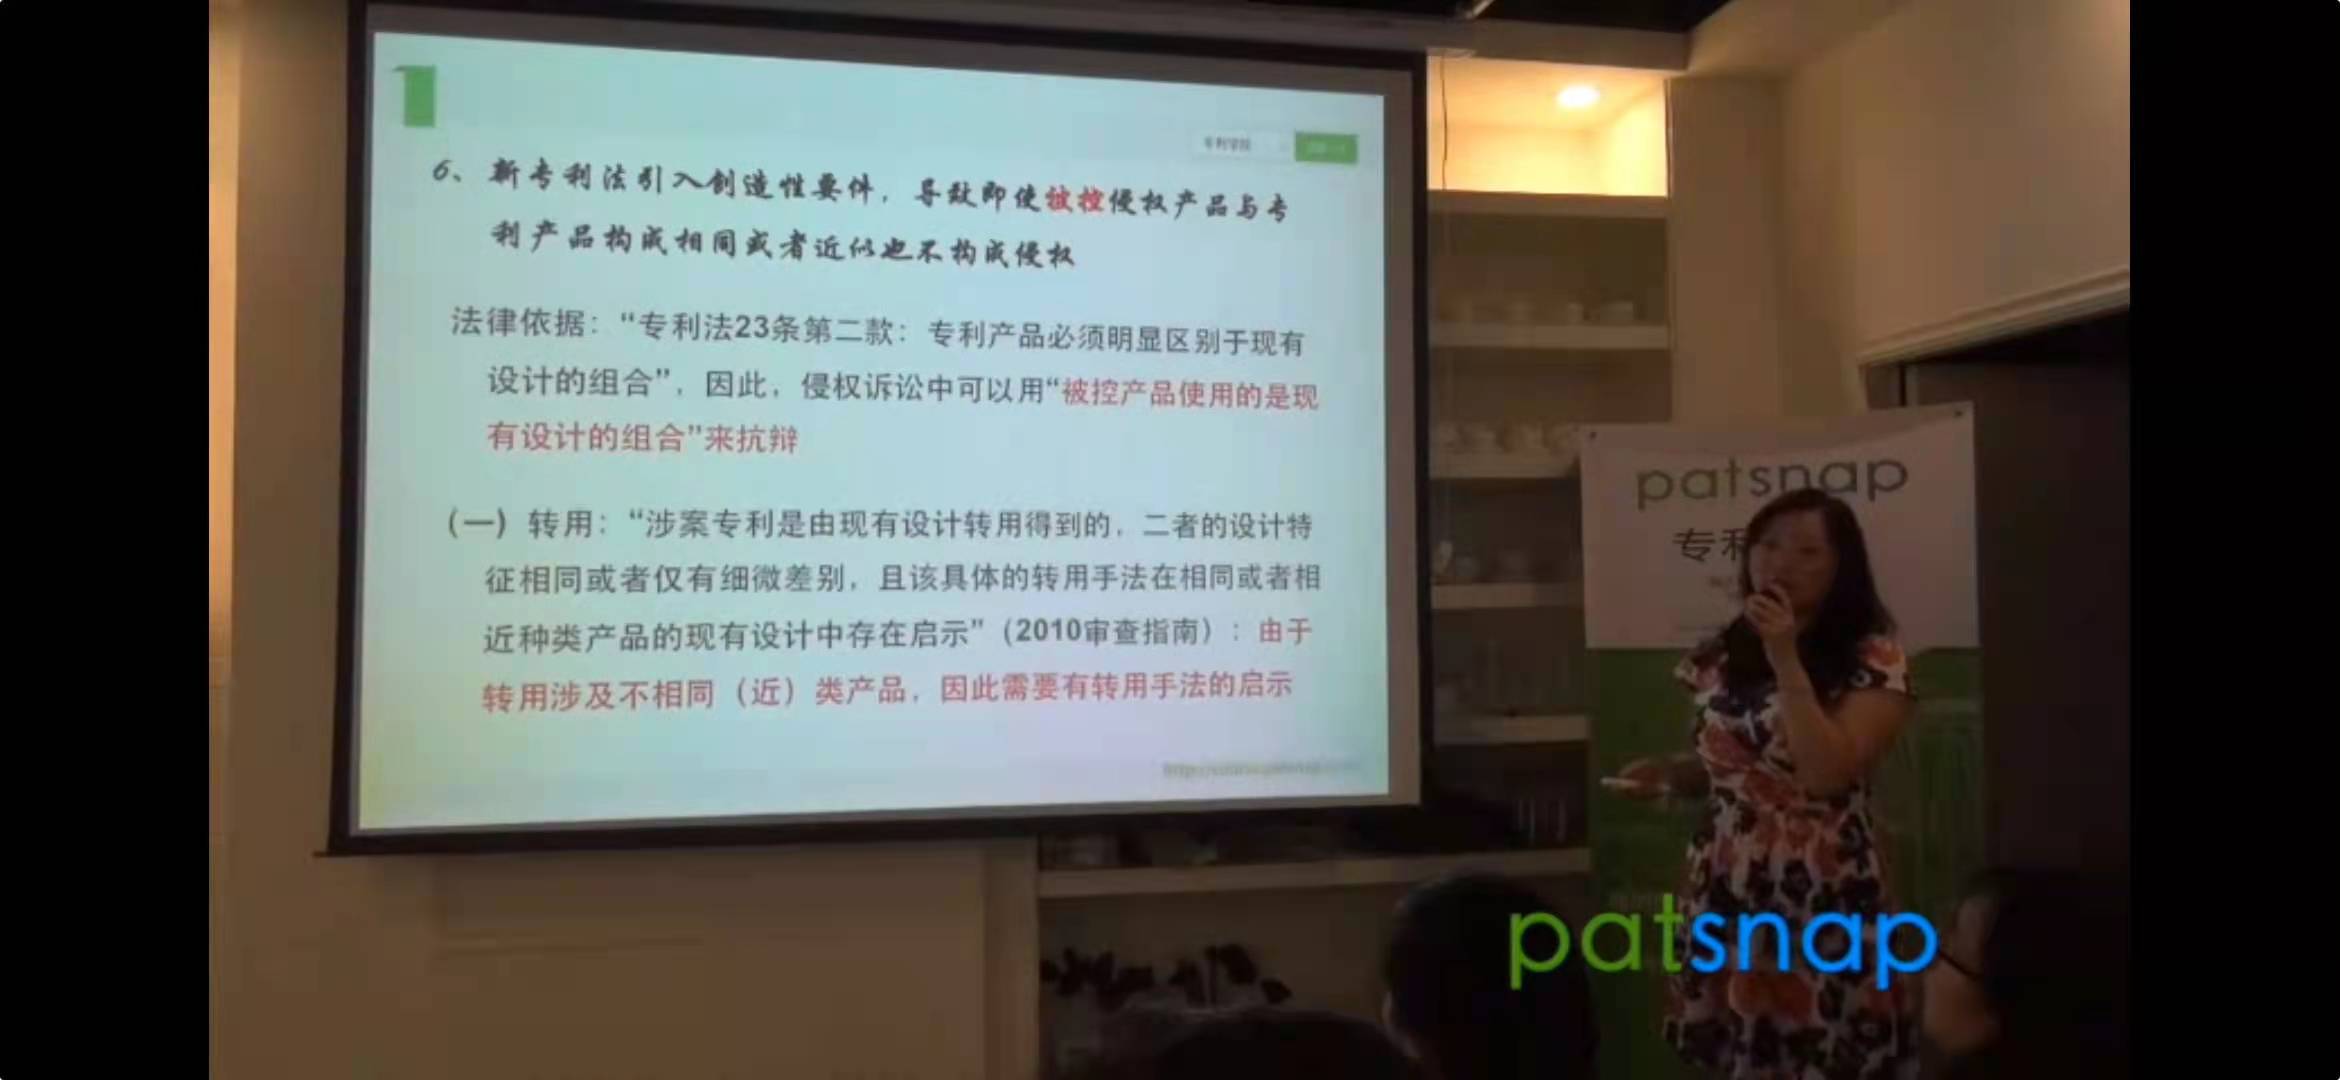 专利学院
6、新专利法引入创造性要件，导致即使被控侵权产品与专
利产品构成相同或者近似也不构成侵权
法律依据：“专利法23条第二款：专利产品必须明显区别于现有
设计的组合”，因此，侵权诉讼中可以用“被控产品使用的是现
有设计的组合”来抗辩
（一）转用：“涉案专利是由现有设计转用得到的，二者的设计特
征相同或者仅有细微差别，且该具体的转用手法在相同或者相
近种类产品的现有设计中存在启示”（2010审查指南）：由于
转用涉及不相同（近）类产品，因此需要有转用手法的启示
patsnap
专利
patsnap